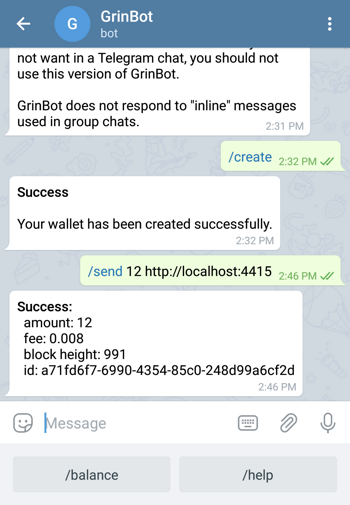 GrinBot
G
bot
not want in a Telegram chat, you should not
use this version of GrinBot.
GrinBot does not respond to "inline" messages
used in group chats.
2:31 PM
/create 2:32 PM
Success
Your wallet has been created successfully.
2:32 PM
/send 12 http://localhost:4415 2:46 PM
Success:
amount: 12
fee: 0.008
block height: 991
id: a71fd6f7-6990-4354-85c0-248d99a6cf2d
2:46 PM
Message
/balance
/help